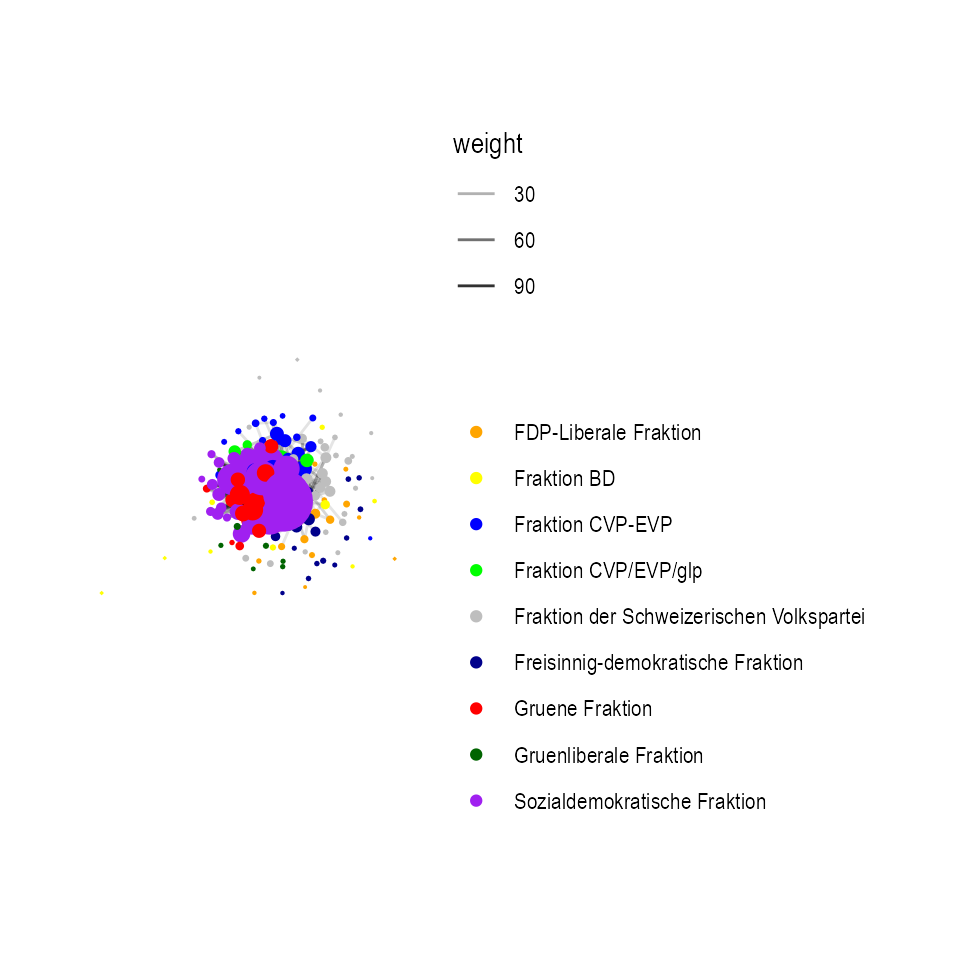 weight
30
60
90
FDP-Liberale Fraktion
Fraktion BD
Fraktion CVP-EVP
Fraktion CVP/EVP/glp
Fraktion der Schweizerischen Volkspartei
Freisinnig-demokratische Fraktion
Gruene Fraktion
Gruenliberale Fraktion
Sozialdemokratische Fraktion